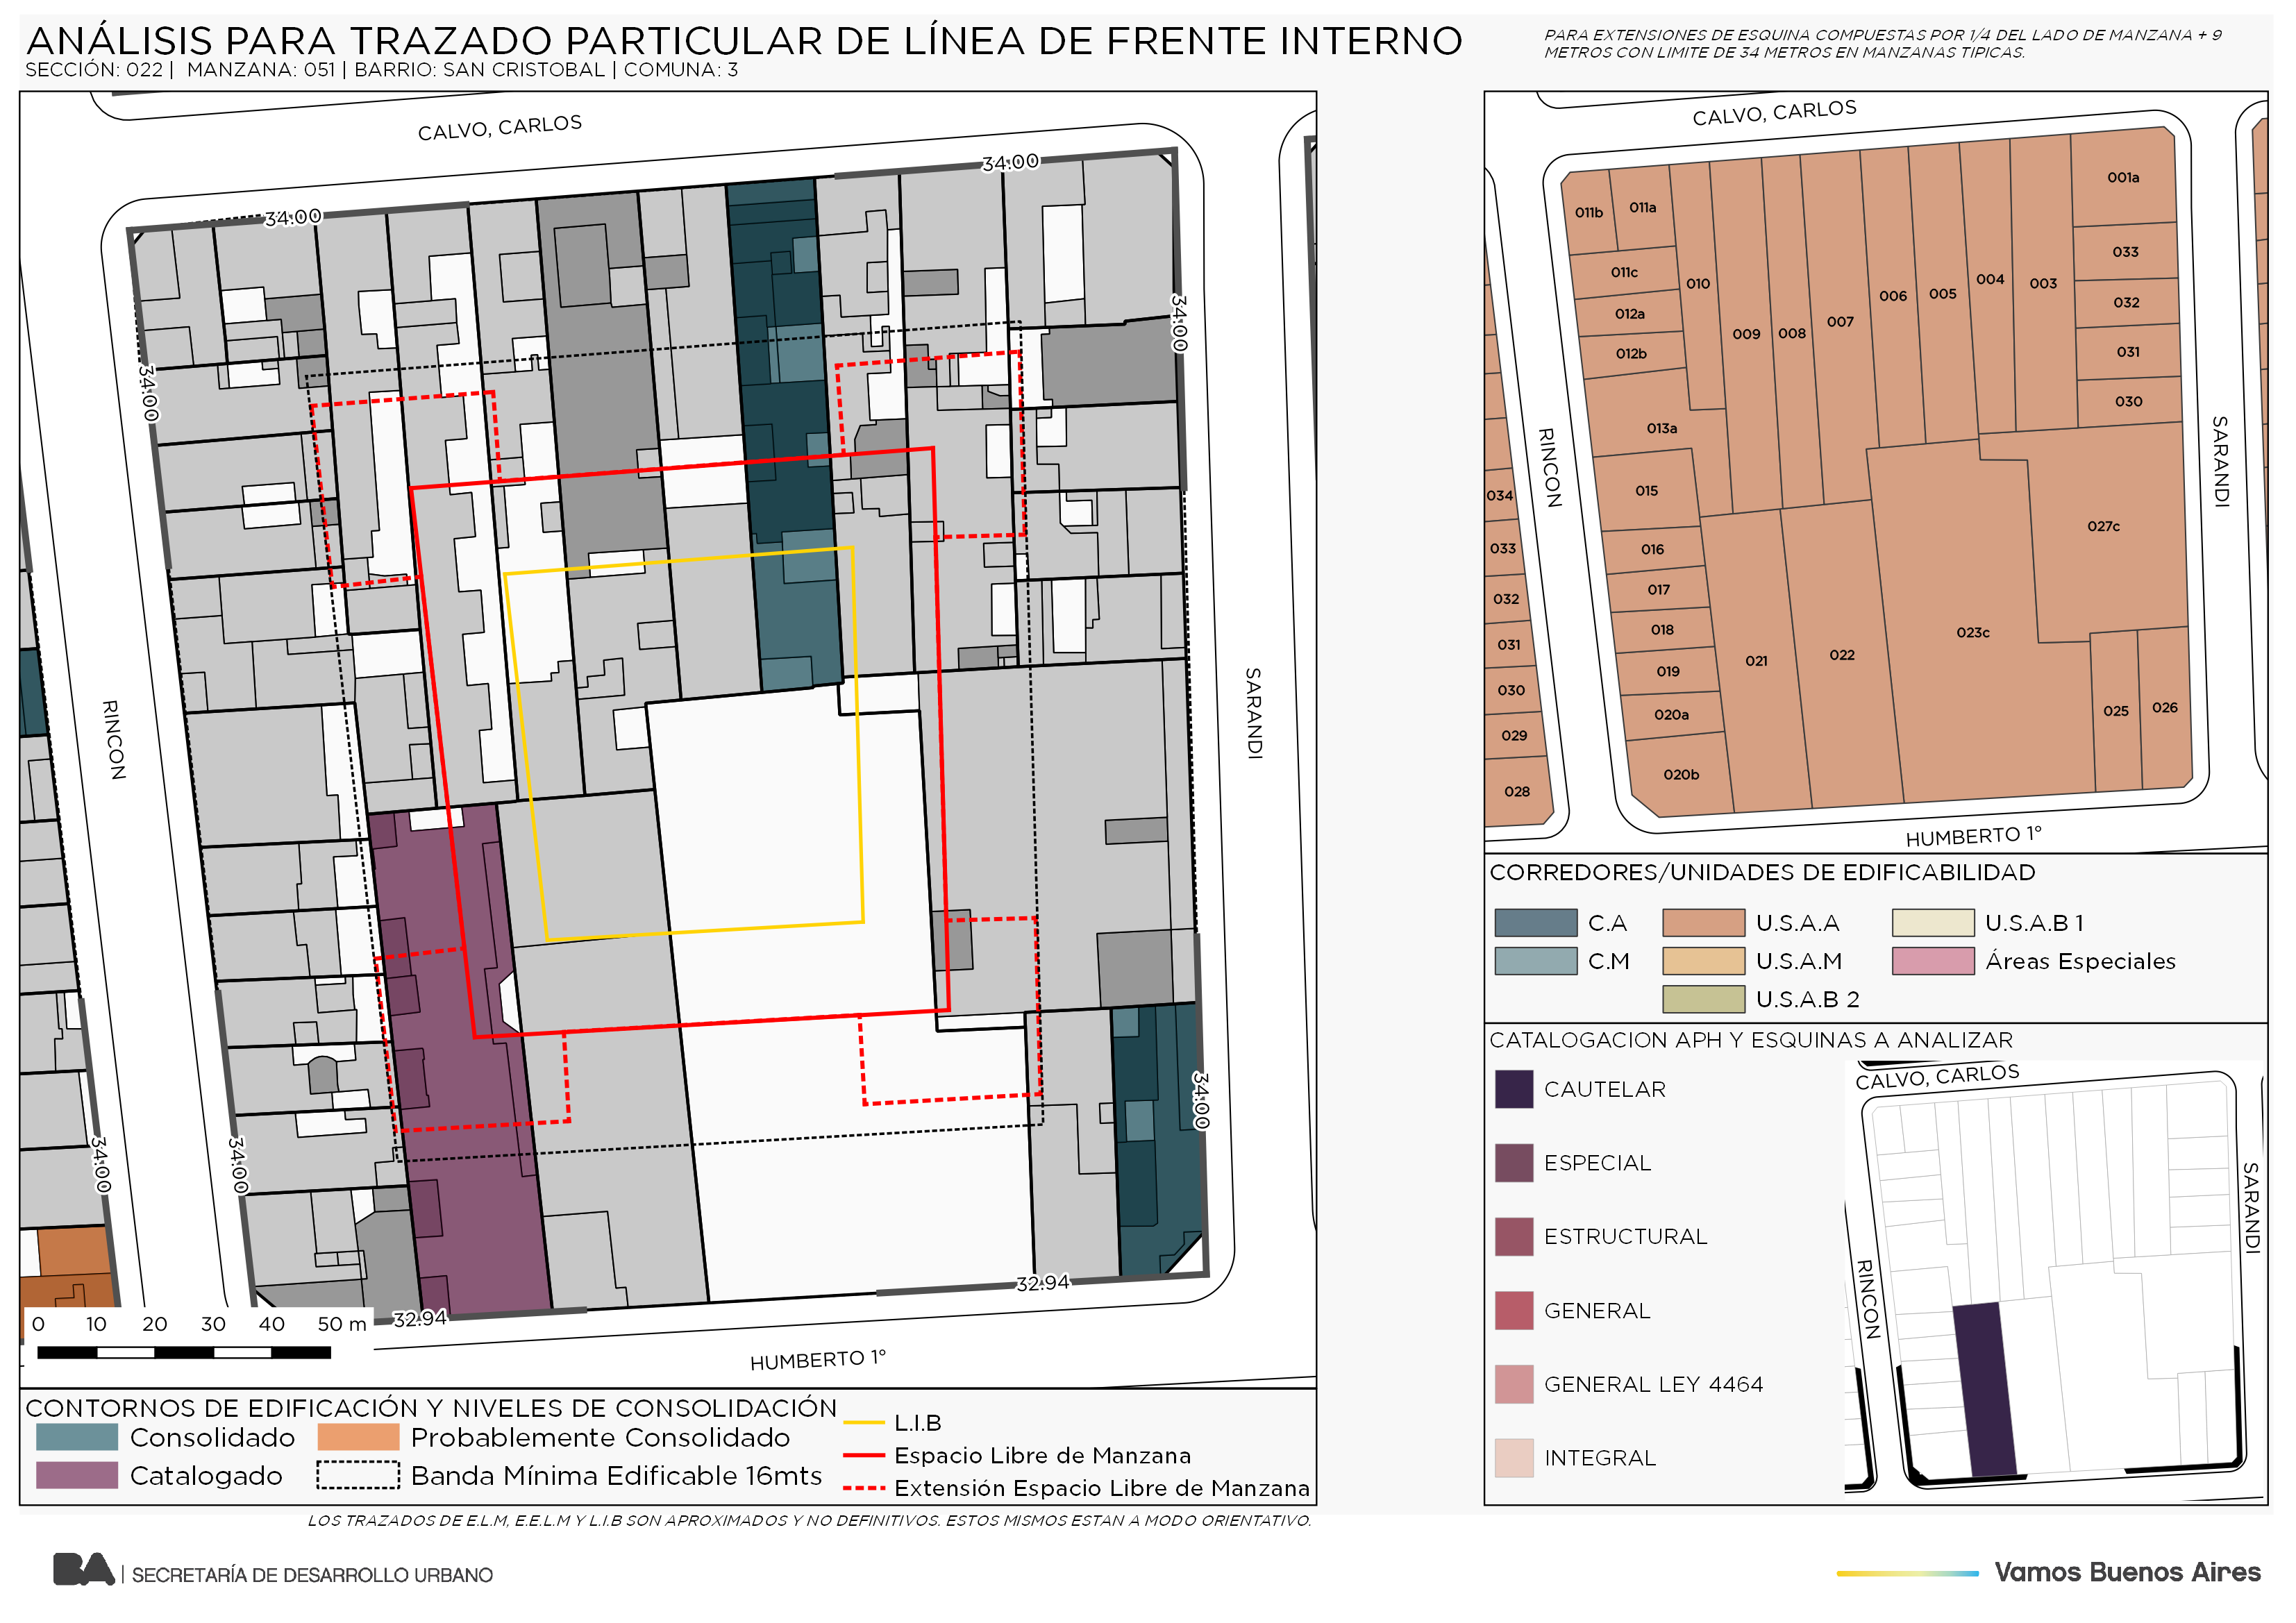 ANÁLISIS PARA TRAZADO PARTICULAR DE LÍNEA DE FRENTE INTERNO
SECCIÓN: 022 | MANZANA: 051 | BARRIO: SAN CRISTOBAL | COMUNA: 3
PARA EXTENSIONES DE ESQUINA COMPUESTAS POR 1/4 DEL LADO DE MANZANA + 9
METROS CON LIMITE DE 34 METROS EN MANZANAS TIPICAS.
CALVO, CARLOS
34.00
34.00
34.00
34.00
RINCON
SARANDI
34.00
34.00
34.00
32.94
32.94
HUMBERTO 1°
0 10 20 30 40 50 m
CONTORNOS DE EDIFICACIÓN Y NIVELES DE CONSOLIDACIÓN
Consolidado
Probablemente Consolidado
Catalogado
Banda Mínima Edificable 16mts
L.I.B
Espacio Libre de Manzana
Extensión Espacio Libre de Manzana
LOS TRAZADOS DE E.L.M, E.E.L.M Y L.I.B SON APROXIMADOS Y NO DEFINITIVOS. ESTOS MISMOS ESTAN A MODO ORIENTATIVO.
CALVO, CARLOS
011b
011a
011c
012a
012b
013a
010
009
008
007
006
005
004
003
001a
033
032
031
030
015
016
017
018
019
020a
020b
021
022
023c
027c
025
026
034
033
032
031
030
029
028
RINCON
SARANDI
HUMBERTO 1°
CORREDORES/UNIDADES DE EDIFICABILIDAD
C.A
U.S.A.A
U.S.A.B 1
C.M
U.S.A.M
Áreas Especiales
U.S.A.B 2
CATALOGACION APH Y ESQUINAS A ANALIZAR
CAUTELAR
ESPECIAL
ESTRUCTURAL
GENERAL
GENERAL LEY 4464
INTEGRAL
CALVO, CARLOS
RINCON
SARANDI
BA | SECRETARÍA DE DESARROLLO URBANO
Vamos Buenos Aires